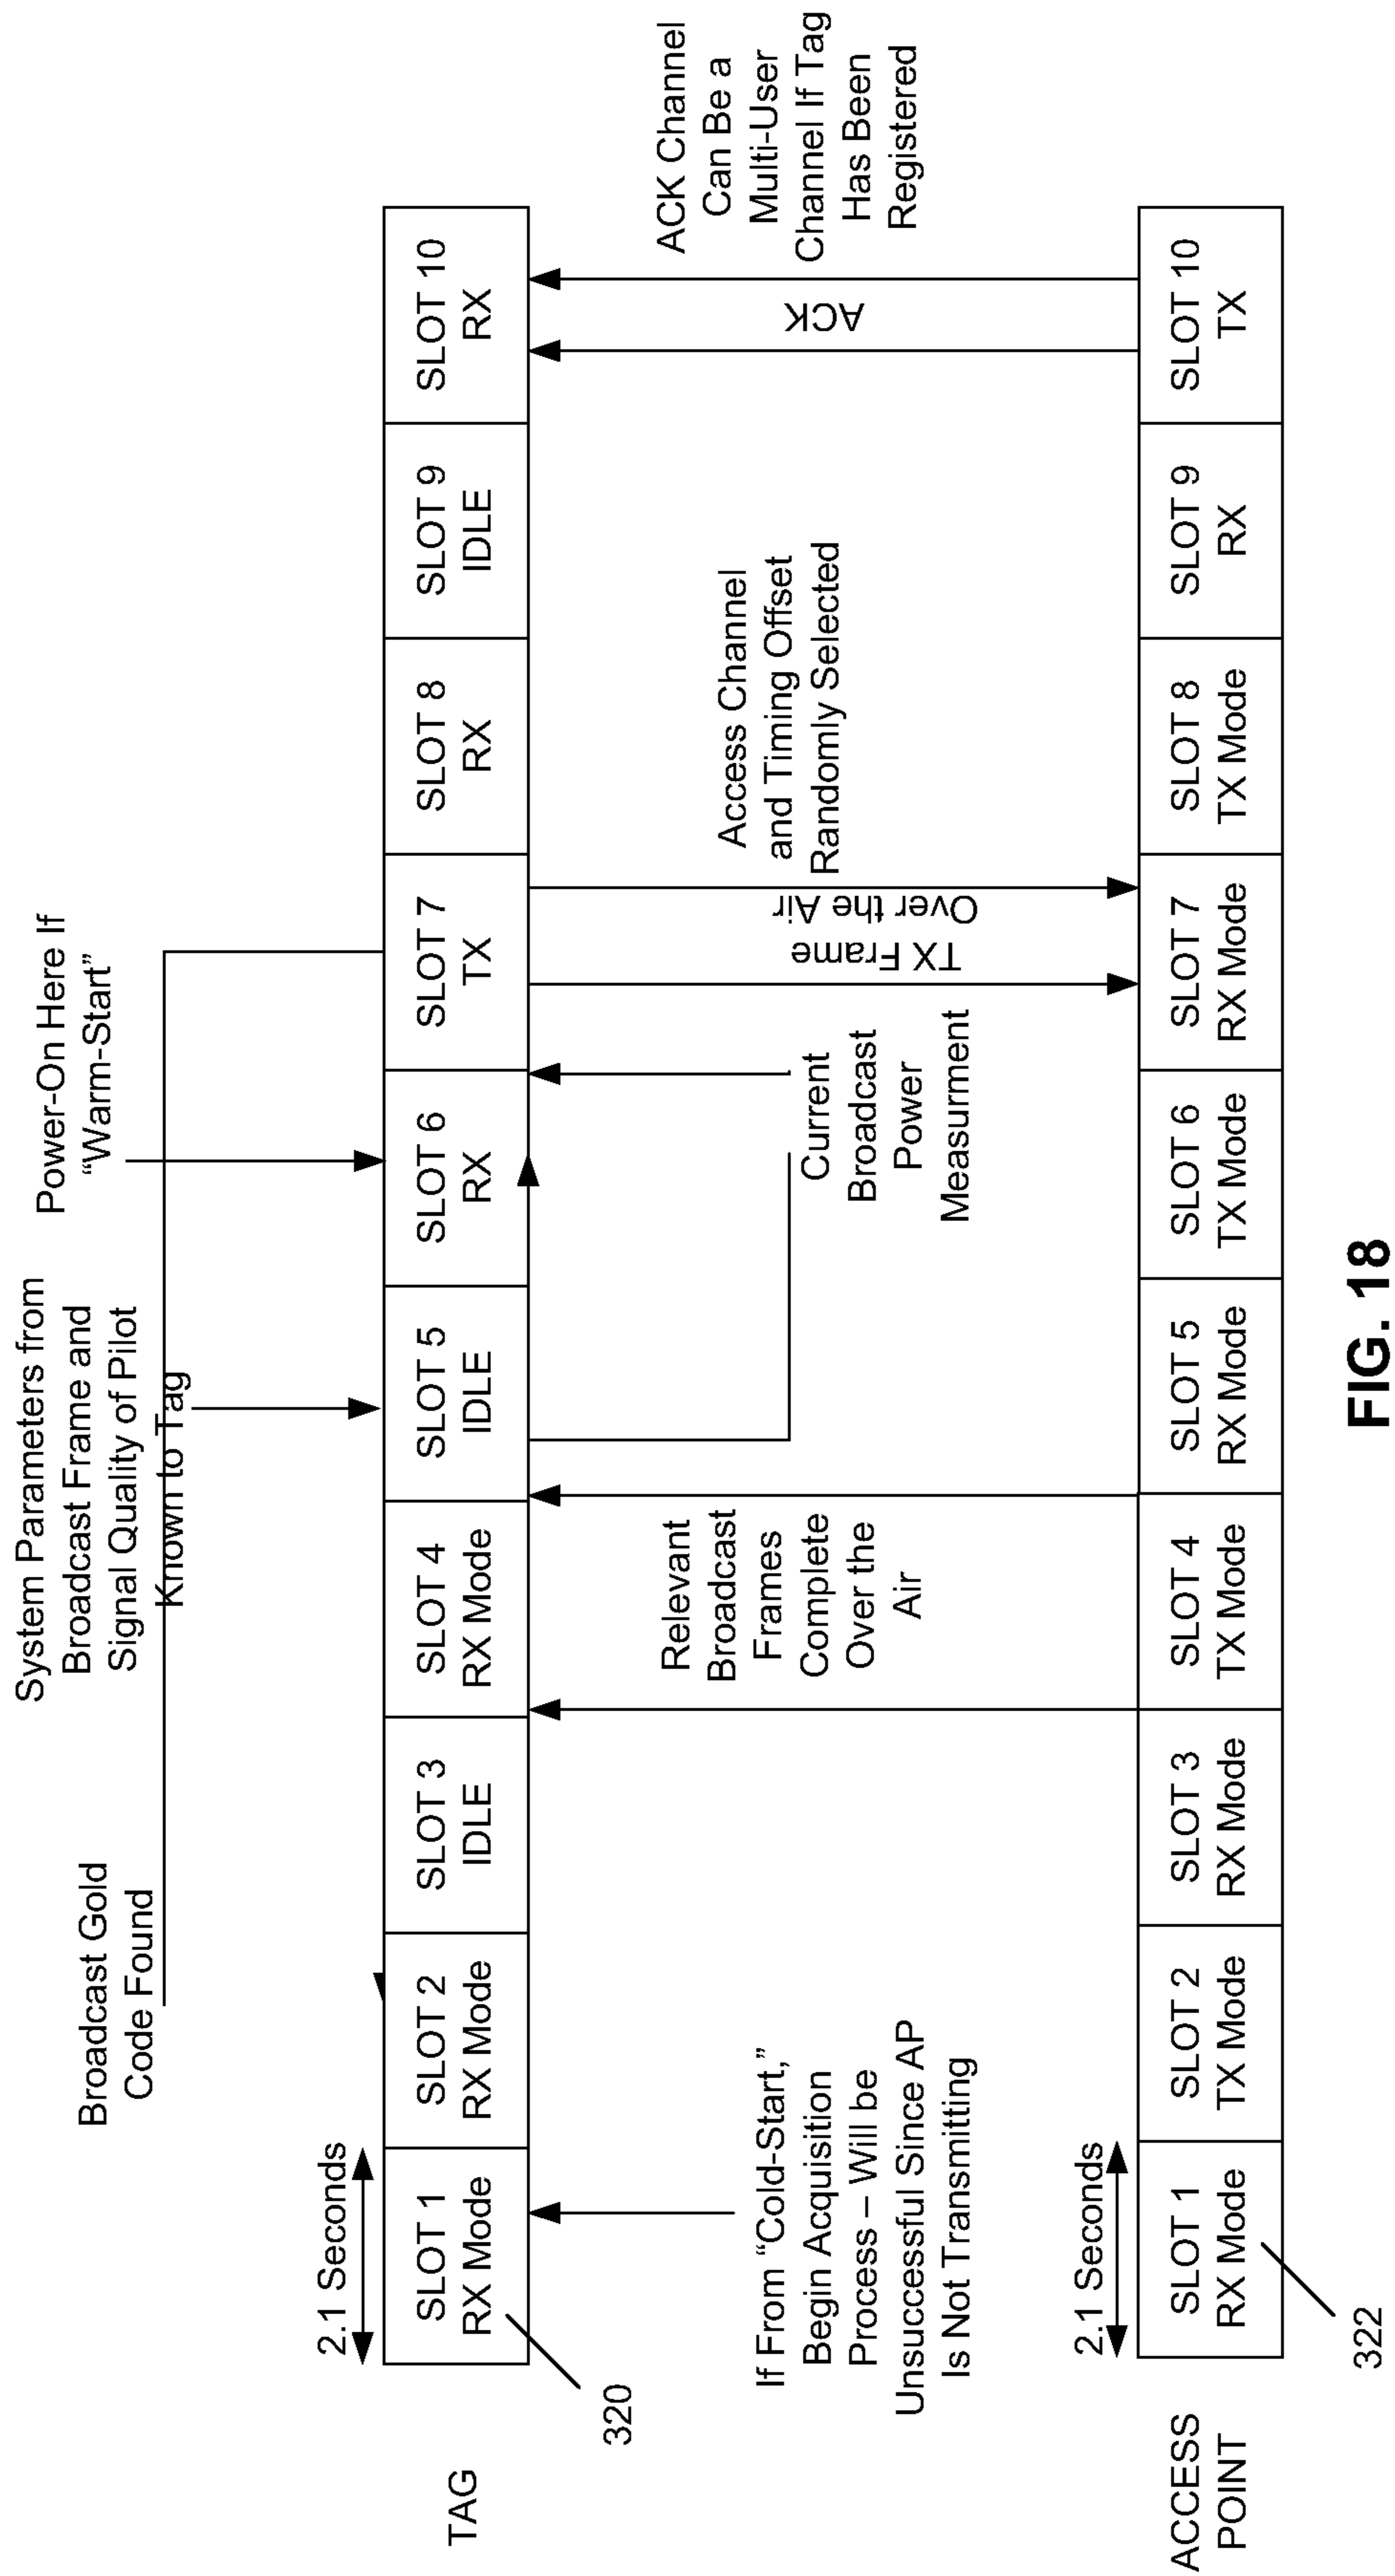 Broadcast Gold
Code Found
System Parameters from
Broadcast Frame and
Signal Quality of Pilot
Known to Tag
Power-On Here If
“Warm-Start”
2.1 Seconds
TAG
SLOT 1
RX Mode
SLOT 2
RX Mode
SLOT 3
IDLE
SLOT 4
RX Mode
SLOT 5
IDLE
SLOT 6
RX
SLOT 7
TX
SLOT 8
RX
SLOT 9
IDLE
SLOT 10
RX
320
If From “Cold-Start,”
Begin Acquisition
Process – Will be
Unsuccessful Since AP
Is Not Transmitting
Relevant
Broadcast
Frames
Complete
Over the
Air
Current
Broadcast
Power
Measurment
TX Frame
Over the Air
Access Channel
and Timing Offset
Randomly Selected
ACK
ACK Channel
Can Be a
Multi-User
Channel If Tag
Has Been
Registered
2.1 Seconds
ACCESS
POINT
SLOT 1
RX Mode
SLOT 2
TX Mode
SLOT 3
RX Mode
SLOT 4
TX Mode
SLOT 5
RX Mode
SLOT 6
TX Mode
SLOT 7
RX Mode
SLOT 8
TX Mode
SLOT 9
RX
SLOT 10
TX
322
FIG. 18